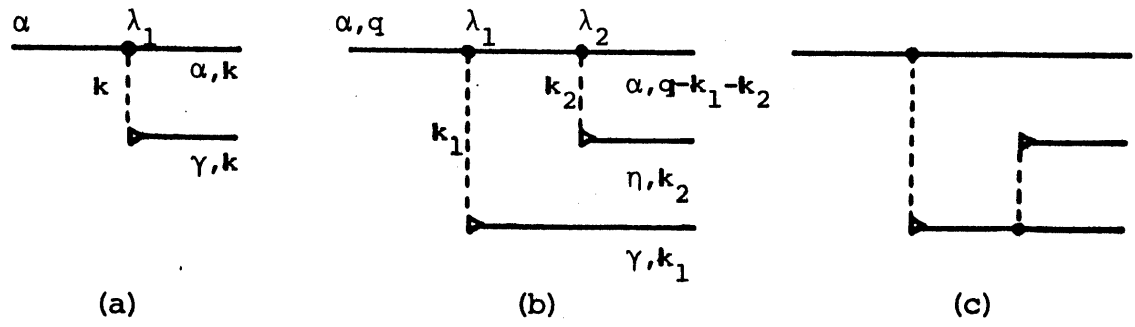 α λ₁
k α,k
γ,k
(a)
α,q λ₁ λ₂
k₂ α,q-k₁-k₂
k₁
η,k₂
γ,k₁
(b)
(c)